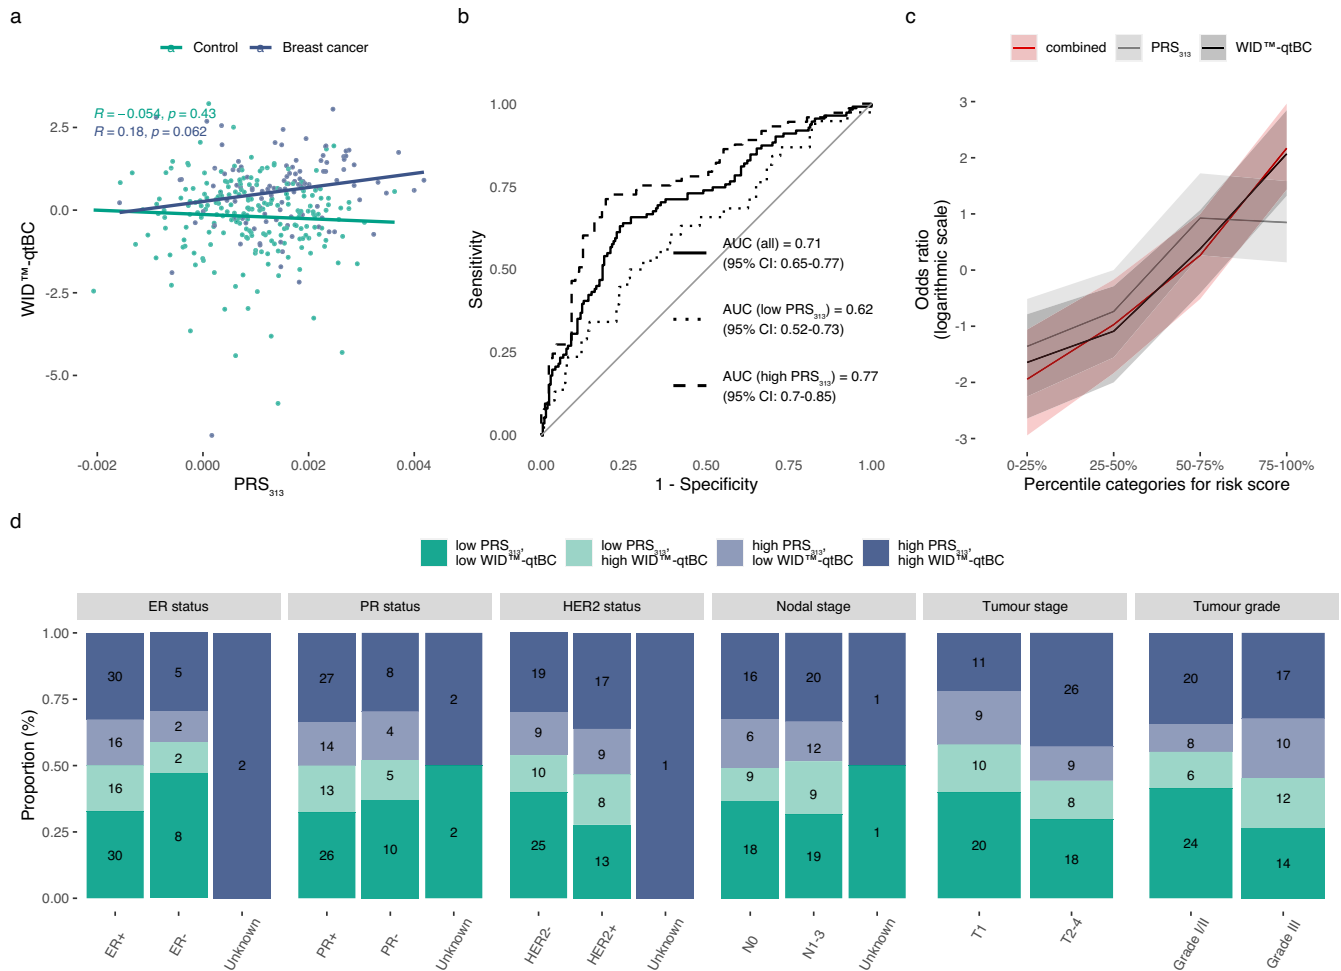 a
Control
Breast cancer
R = −0.054, p = 0.43
R = 0.18, p = 0.062
WID™-qtBC
2.5
0.0
-2.5
-5.0
-0.002
0.000
0.002
0.004
PRS313
b
Sensitivity
1.00
0.75
0.50
0.25
0.00
AUC (all) = 0.71
(95% CI: 0.65-0.77)
AUC (low PRS313) = 0.62
(95% CI: 0.52-0.73)
AUC (high PRS313) = 0.77
(95% CI: 0.7-0.85)
0.00
0.25
0.50
0.75
1.00
1 - Specificity
c
combined
PRS313
WID™-qtBC
Odds ratio
(logarithmic scale)
3
2
1
0
-1
-2
-3
0-25%
25-50%
50-75%
75-100%
Percentile categories for risk score
d
low PRS313,
low WID™-qtBC
low PRS313,
high WID™-qtBC
high PRS313,
low WID™-qtBC
high PRS313,
high WID™-qtBC
ER status
PR status
HER2 status
Nodal stage
Tumour stage
Tumour grade
Proportion (%)
1.00
0.75
0.50
0.25
0.00
30
16
16
30
5
2
2
8
2
27
14
13
26
8
4
5
10
2
2
19
9
10
25
17
9
8
13
1
16
6
9
18
20
12
9
19
1
1
11
9
10
20
26
9
8
18
20
8
6
24
17
10
12
14
ER+
ER-
Unknown
PR+
PR-
Unknown
HER2-
HER2+
Unknown
N0
N1-3
Unknown
T1
T2-4
Grade I/II
Grade III